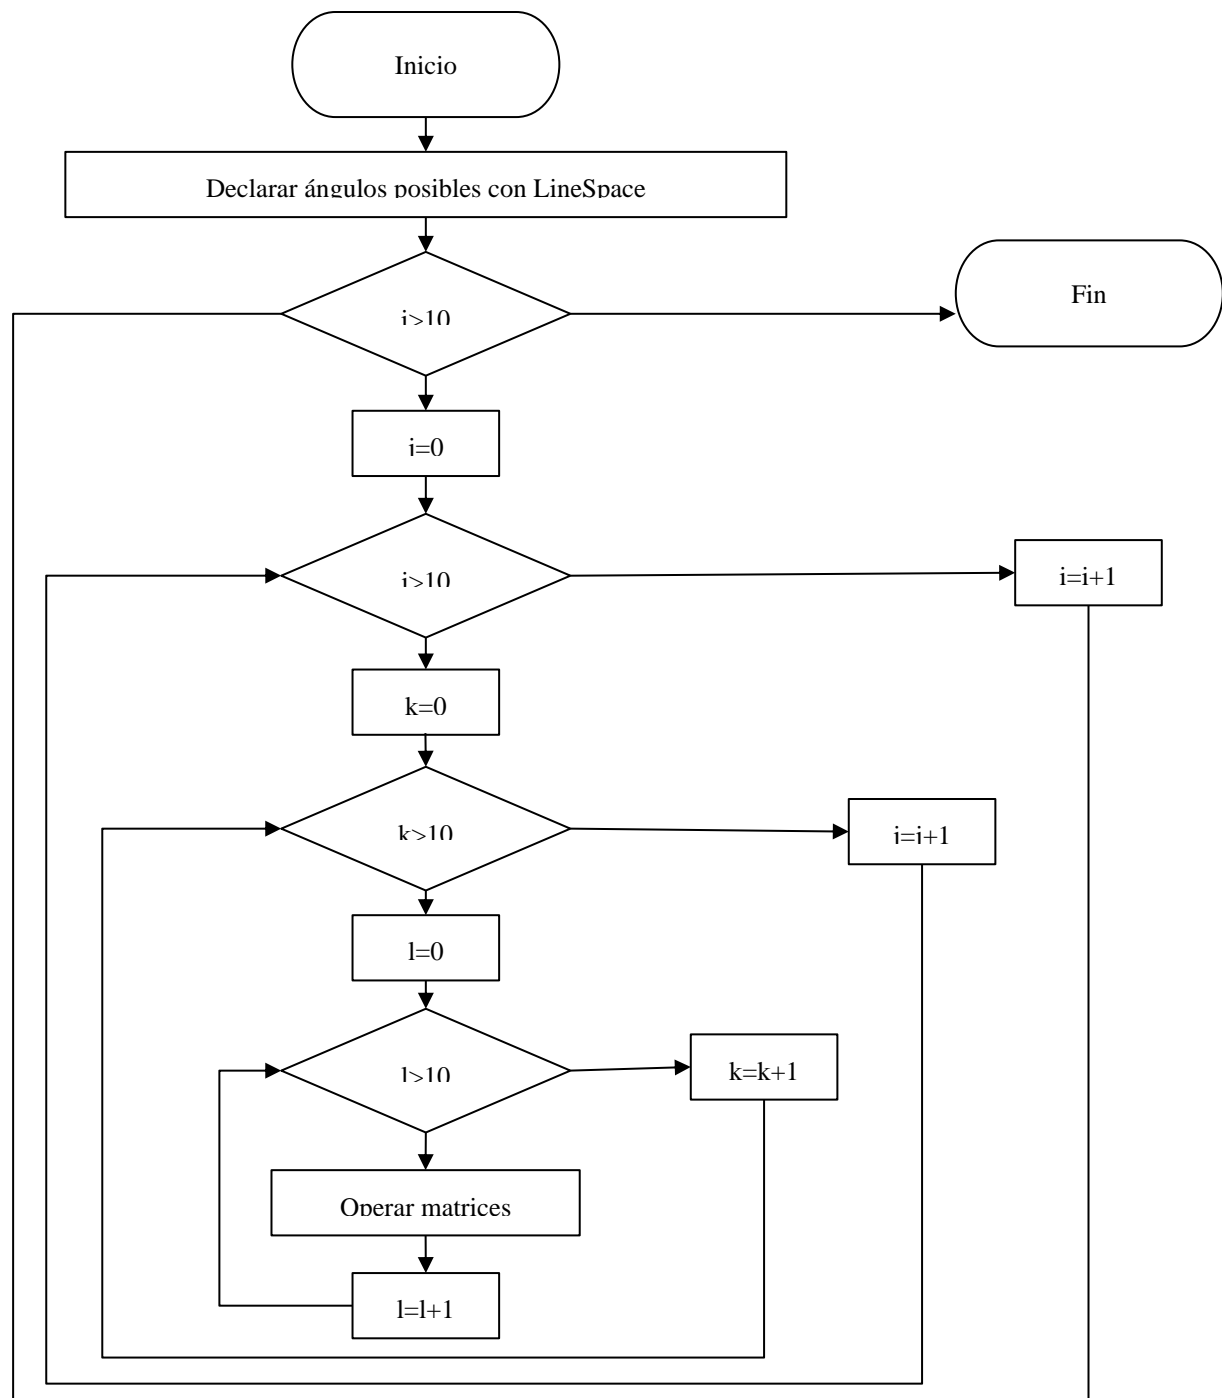 Inicio
Declarar ángulos posibles con LineSpace
i>10
Fin
j=0
j>10
i=i+1
k=0
k>10
j=j+1
l=0
l>10
k=k+1
Operar matrices
l=l+1